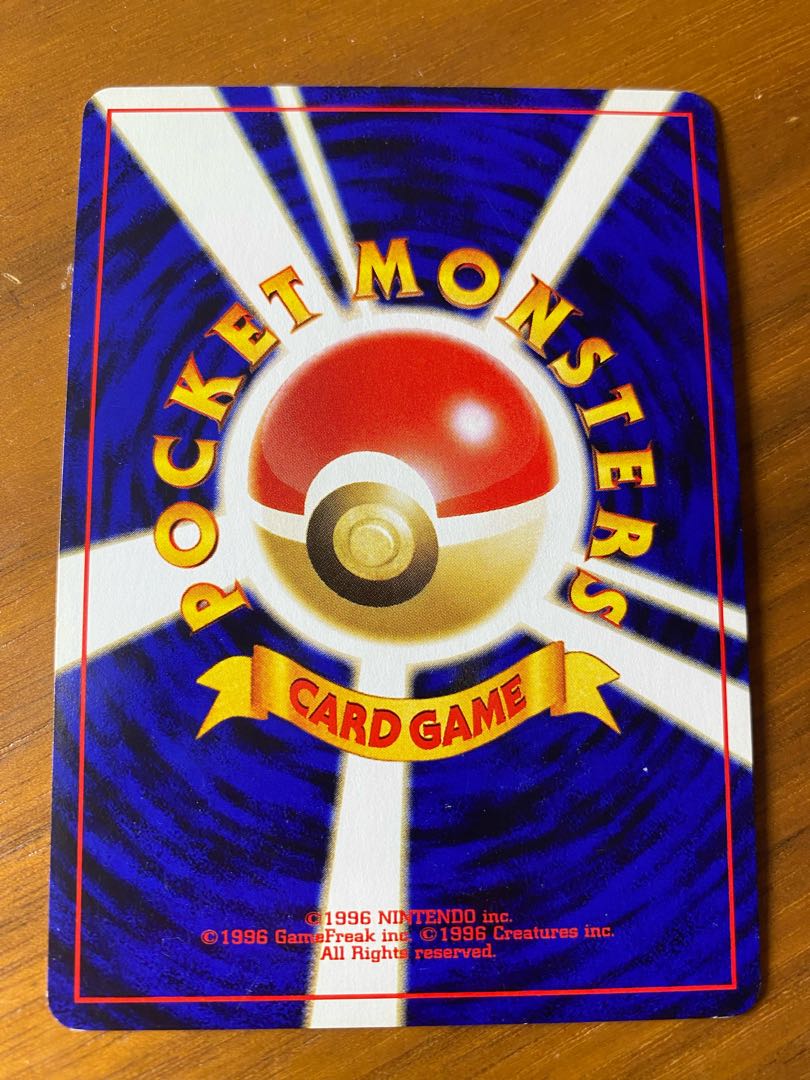 POCKET MONSTERS
CARD GAME
©1996 NINTENDO inc.
©1996 GameFreak inc. ©1996 Creatures inc.
All Rights reserved.